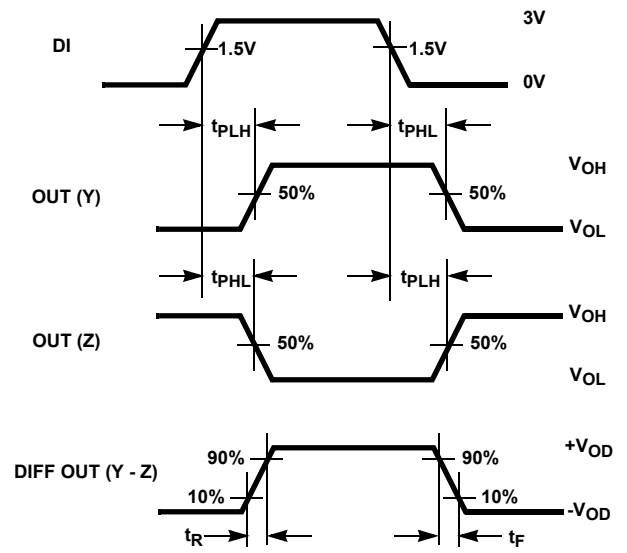 3V
DI
1.5V
1.5V
0V
tPLH
tPHL
VOH
OUT (Y)
50%
50%
VOL
tPHL
tPLH
VOH
OUT (Z)
50%
50%
VOL
+VOD
90%
90%
DIFF OUT (Y - Z)
10%
10%
-VOD
tR
tF